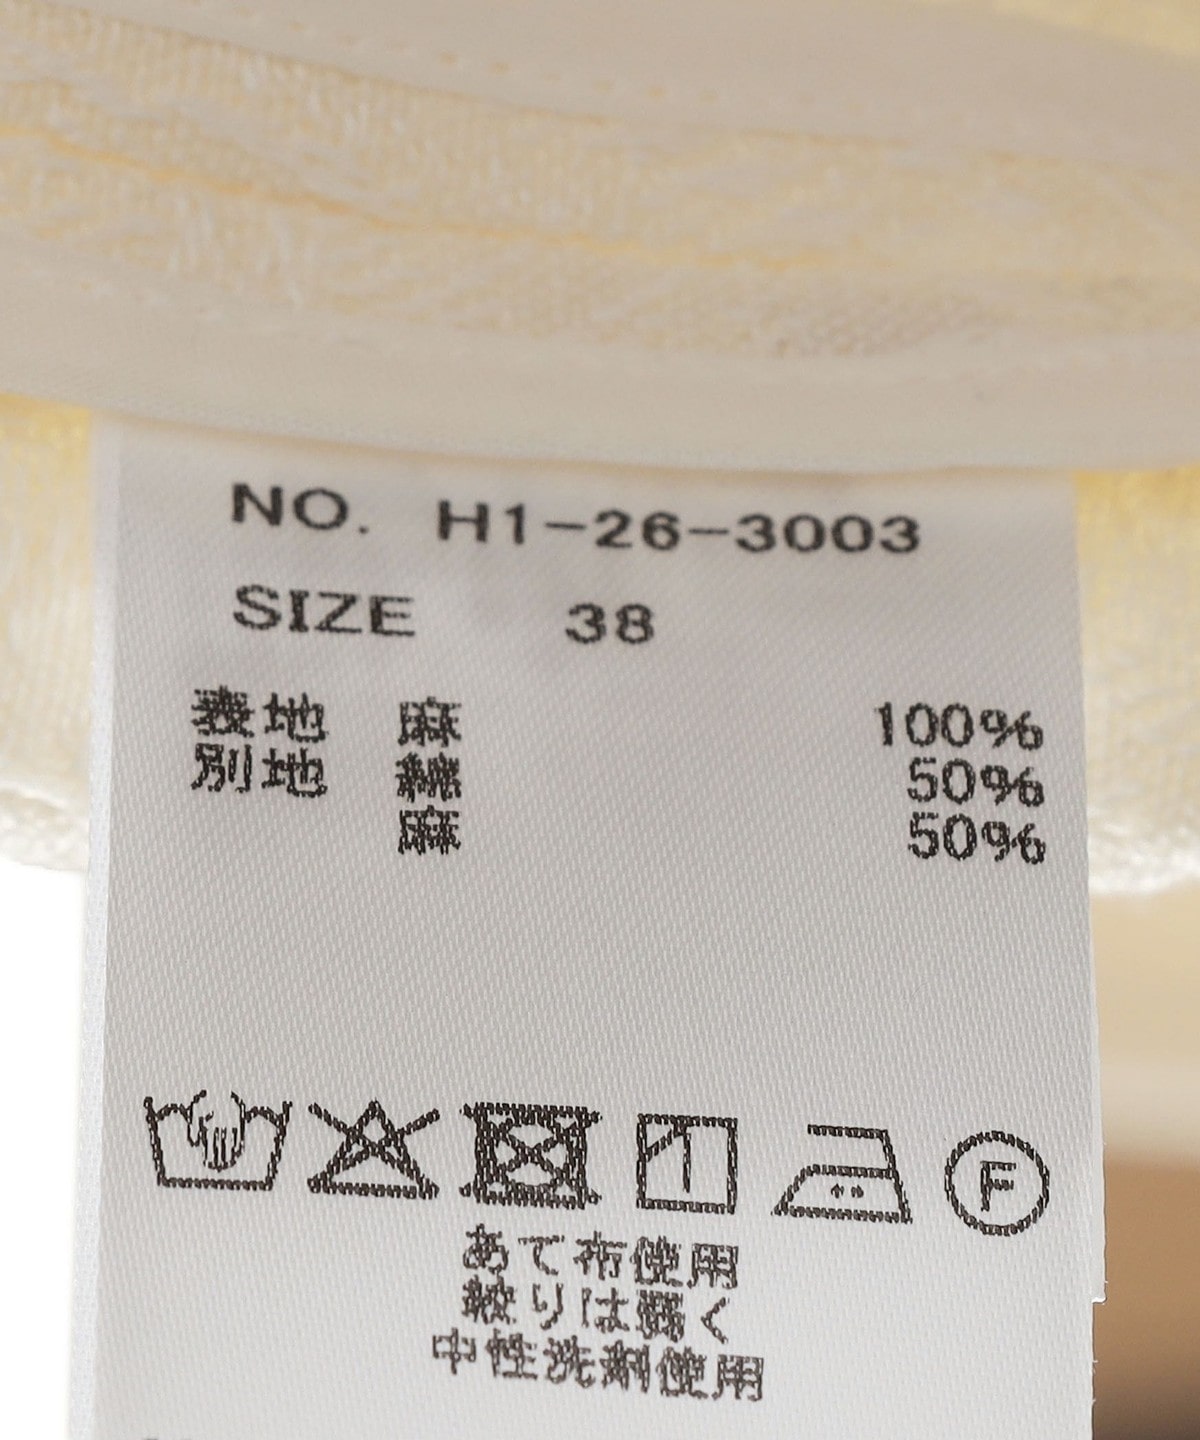 NO. H1-26-3003
SIZE 38
表地 麻 100%
別地 綿 50%
麻 50%
F
あて布使用
絞りは弱く
中性洗剤使用